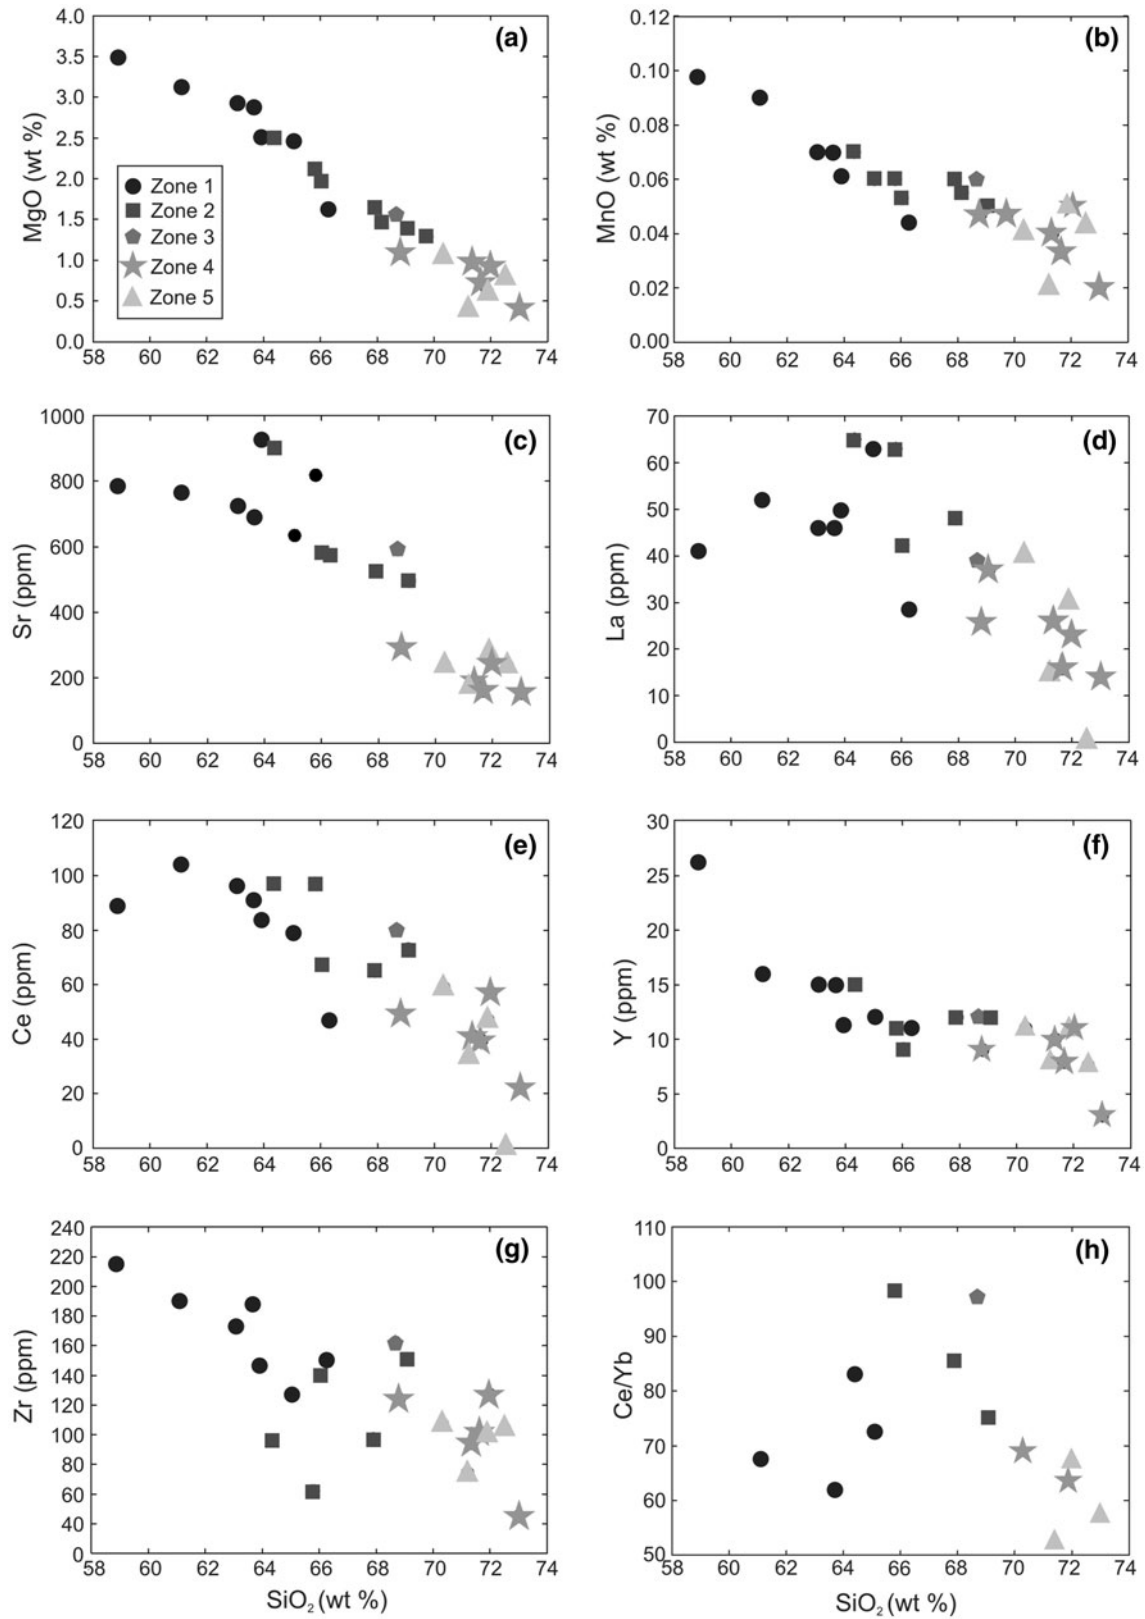 (a)
MgO (wt %)
4.0
3.5
3.0
2.5
2.0
1.5
1.0
0.5
0.0
58 60 62 64 66 68 70 72 74
Zone 1
Zone 2
Zone 3
Zone 4
Zone 5
(b)
MnO (wt %)
0.12
0.10
0.08
0.06
0.04
0.02
0.00
58 60 62 64 66 68 70 72 74
(c)
Sr (ppm)
1000
800
600
400
200
0
58 60 62 64 66 68 70 72 74
(d)
La (ppm)
70
60
50
40
30
20
10
0
58 60 62 64 66 68 70 72 74
(e)
Ce (ppm)
120
100
80
60
40
20
0
58 60 62 64 66 68 70 72 74
(f)
Y (ppm)
30
25
20
15
10
5
0
58 60 62 64 66 68 70 72 74
(g)
Zr (ppm)
240
220
200
180
160
140
120
100
80
60
40
0
58 60 62 64 66 68 70 72 74
SiO₂ (wt %)
(h)
Ce/Yb
110
100
90
80
70
60
50
58 60 62 64 66 68 70 72 74
SiO₂ (wt %)